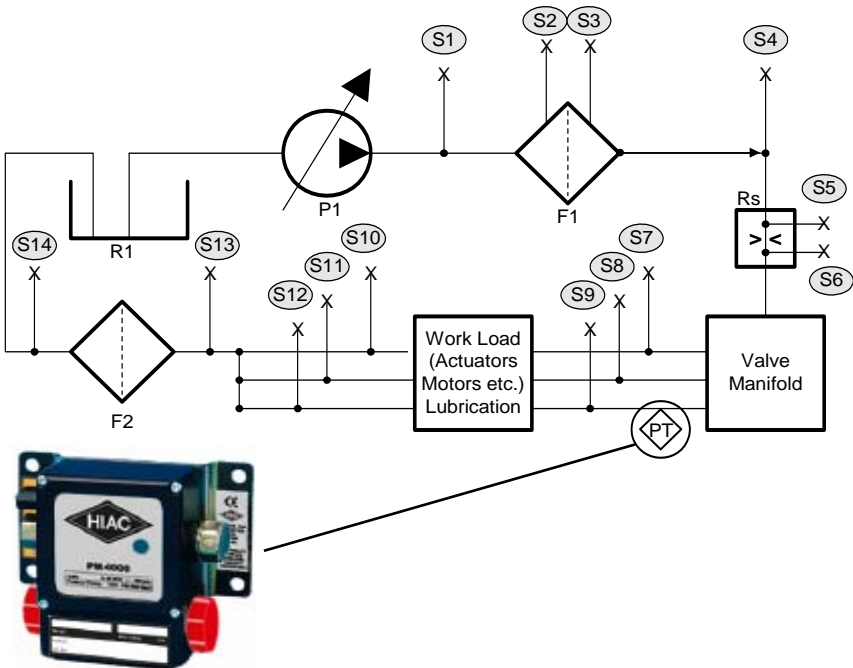 S1
S2 S3
S4
P1
F1
Rs
S5
S6
R1
S14
S13
S10
S11
S12
S7
S8
S9
Work Load
(Actuators
Motors etc.)
Lubrication
Valve
Manifold
F2
PT
> <
HIAC
PM4000
CE